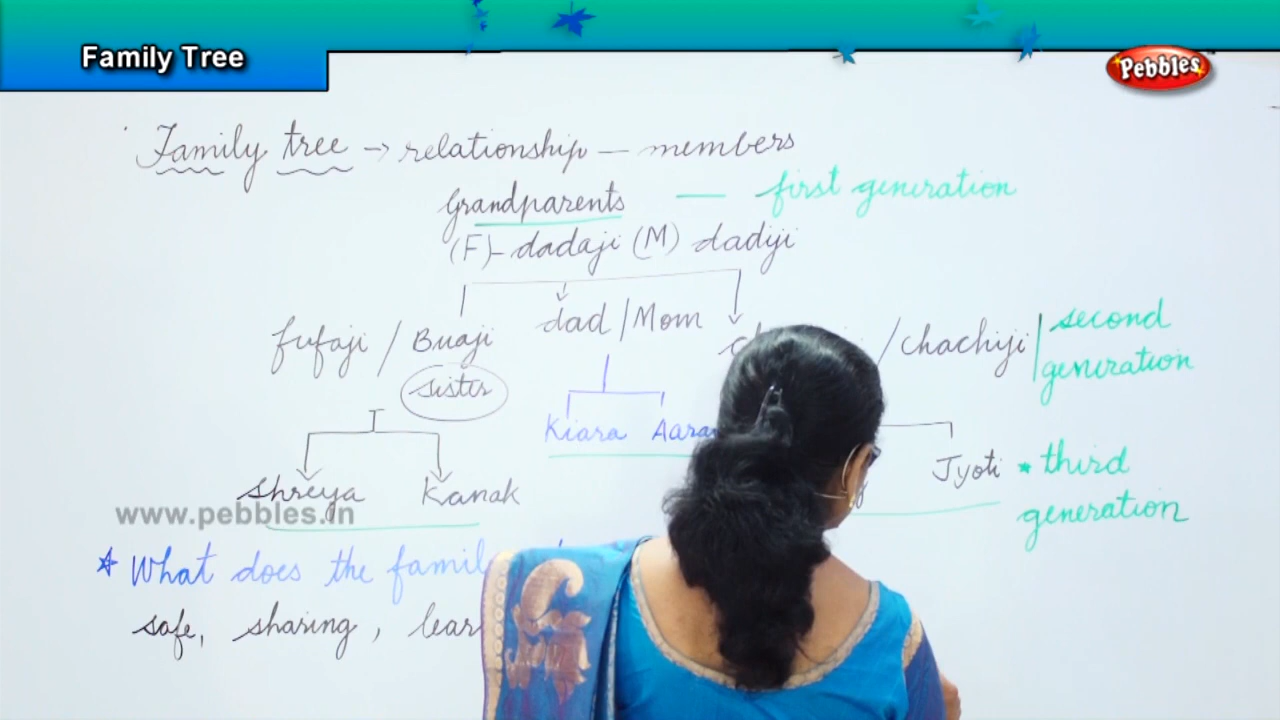 Family Tree
Pebbles
Family tree → relationship — members
Grandparents — first generation
(F)- dadaji (M) dadiji
fufaji / Buaji dad / Mom / chachiji | second generation
sister
Kiara
Shreya Kanak Jyoti * third generation
www.pebbles.in
* What does the
safe, sharing,